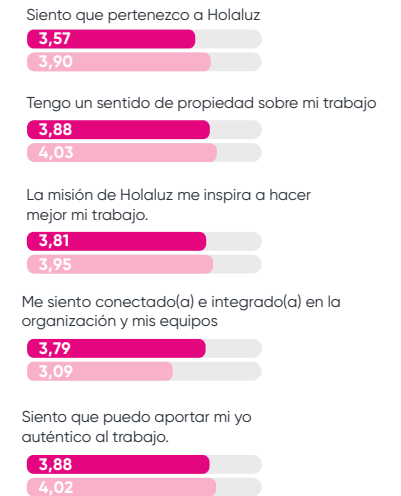 Siento que pertenezco a Holaluz
3,57
3,90
Tengo un sentido de propiedad sobre mi trabajo
3,88
4,03
La misión de Holaluz me inspira a hacer
mejor mi trabajo.
3,81
3,95
Me siento conectado(a) e integrado(a) en la
organización y mis equipos
3,79
3,09
Siento que puedo aportar mi yo
auténtico al trabajo.
3,88
4,02